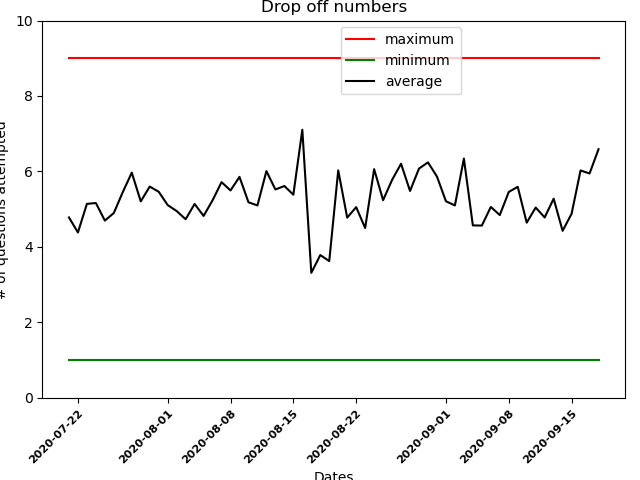 Drop off numbers
maximum
minimum
average
# of questions attempted
10
8
6
4
2
0
2020-07-22
2020-08-01
2020-08-08
2020-08-15
2020-08-22
2020-09-01
2020-09-08
2020-09-15
Dates